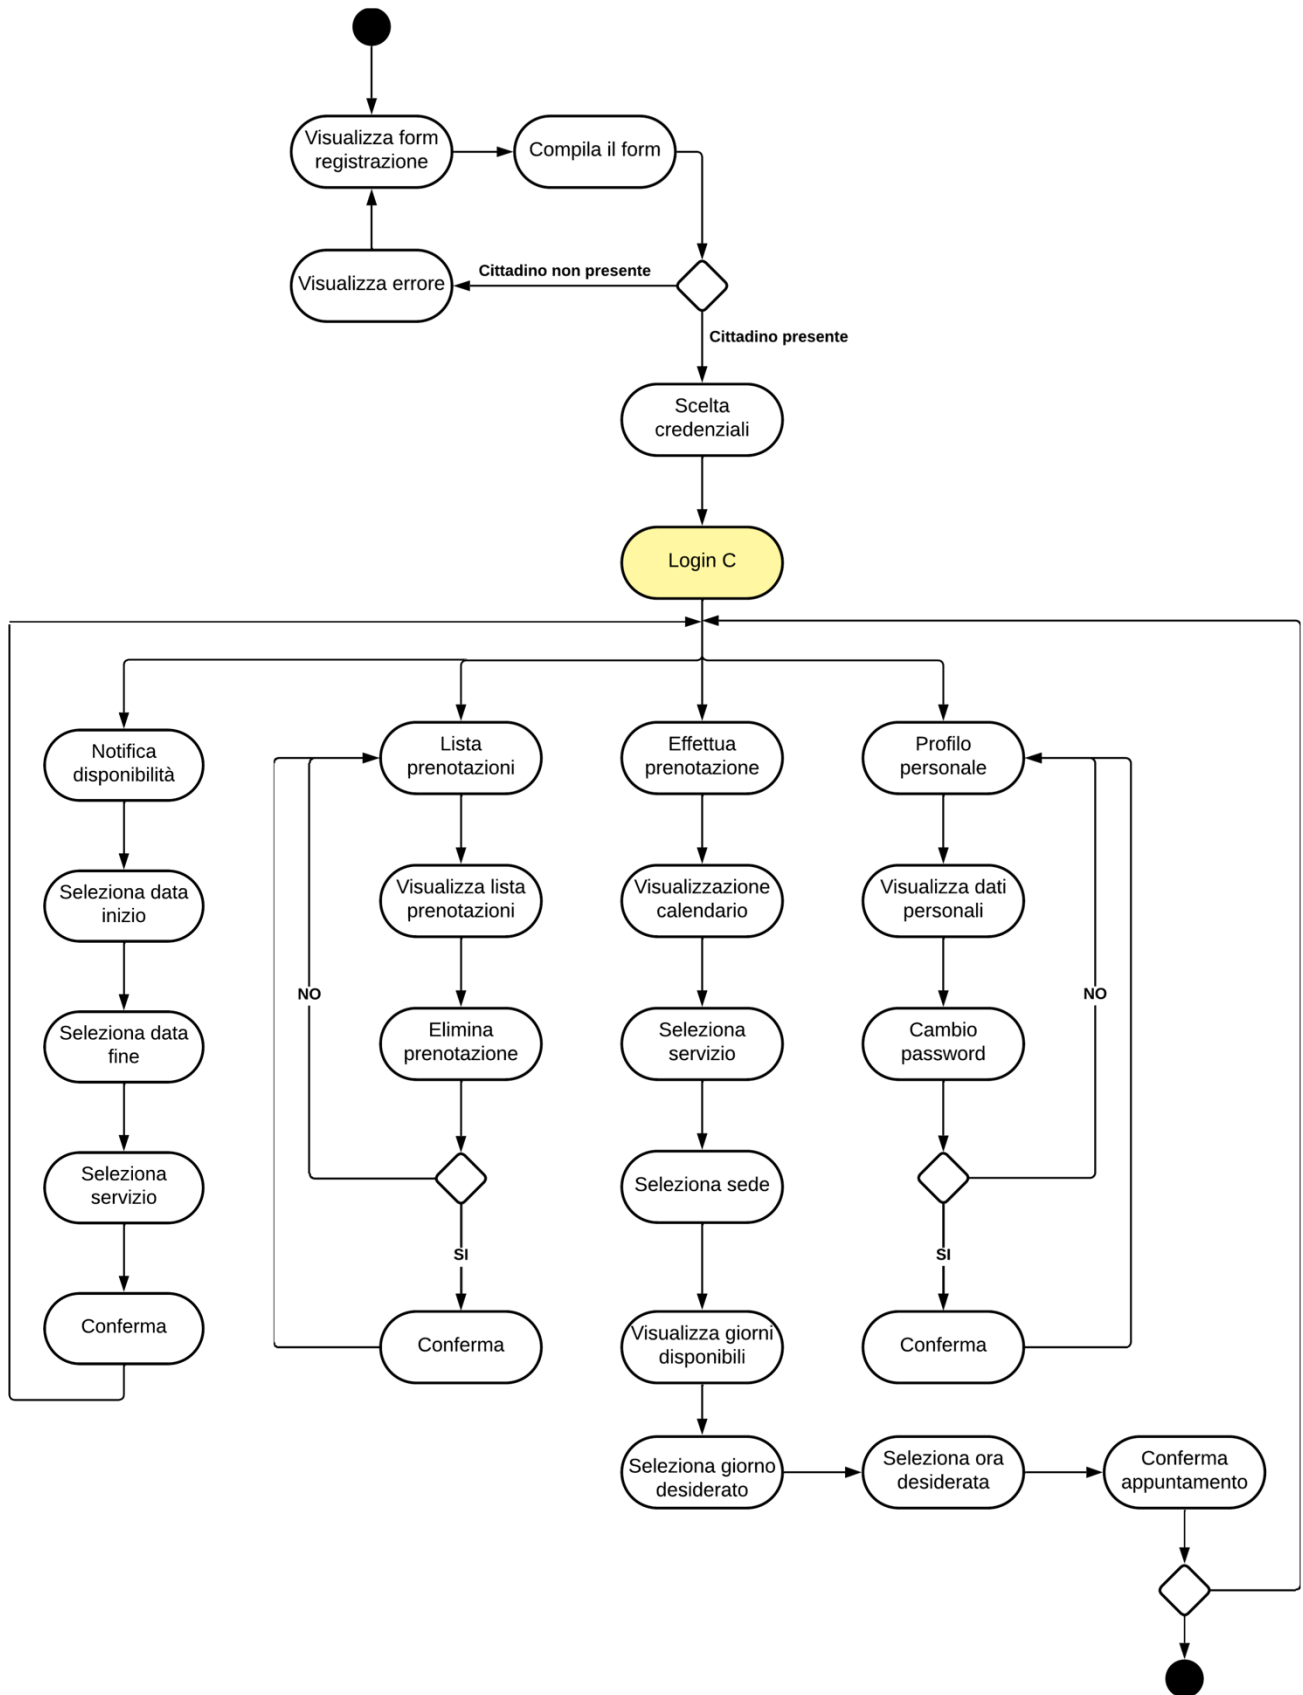 Visualizza form
registrazione
Compila il form
Visualizza errore
Cittadino non presente
Cittadino presente
Scelta
credenziali
Login C
Notifica
disponibilità
Lista
prenotazioni
Effettua
prenotazione
Profilo
personale
Seleziona data
inizio
Visualizza lista
prenotazioni
Visualizzazione
calendario
Visualizza dati
personali
NO
NO
Seleziona data
fine
Elimina
prenotazione
Seleziona
servizio
Cambio
password
Seleziona
servizio
Seleziona sede
SI
SI
Conferma
Conferma
Visualizza giorni
disponibili
Conferma
Seleziona giorno
desiderato
Seleziona ora
desiderata
Conferma
appuntamento